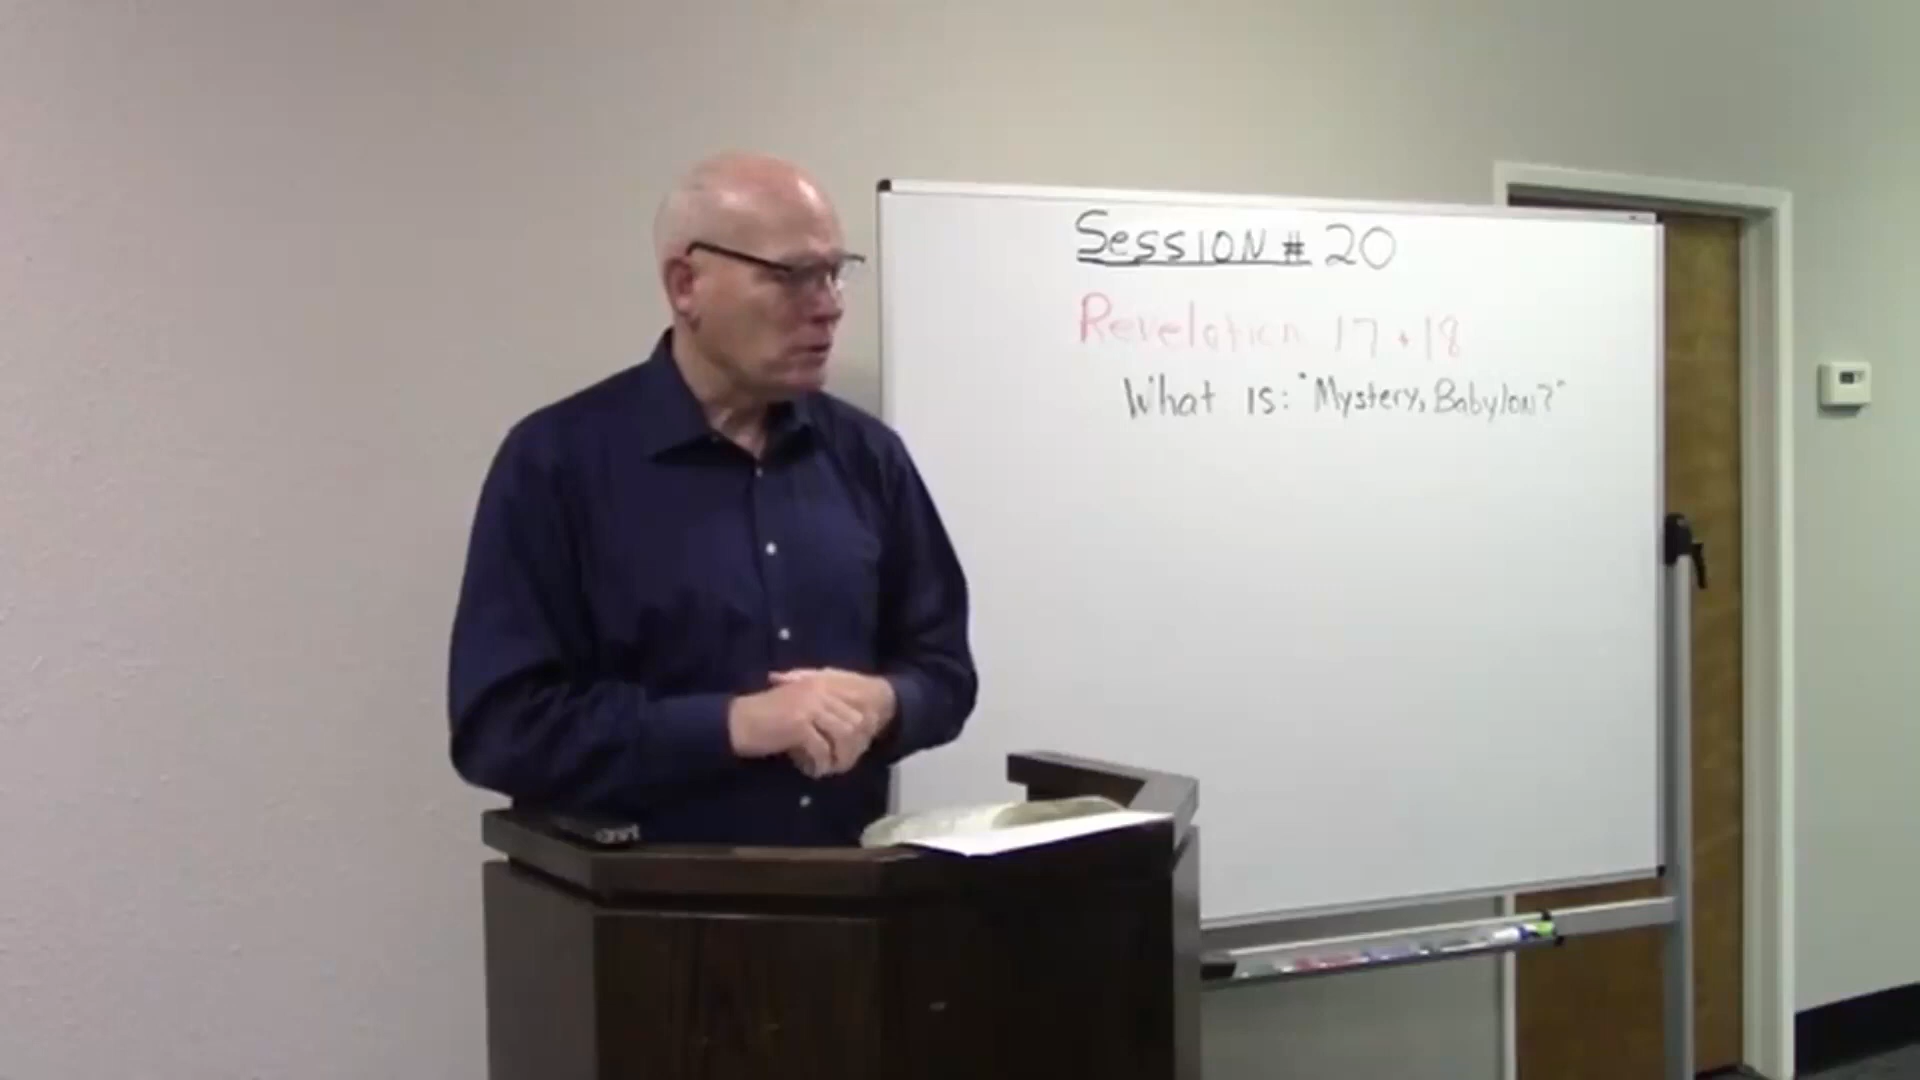 Session # 20
Revelation 17 + 18
What is: "Mystery, Babylon?"